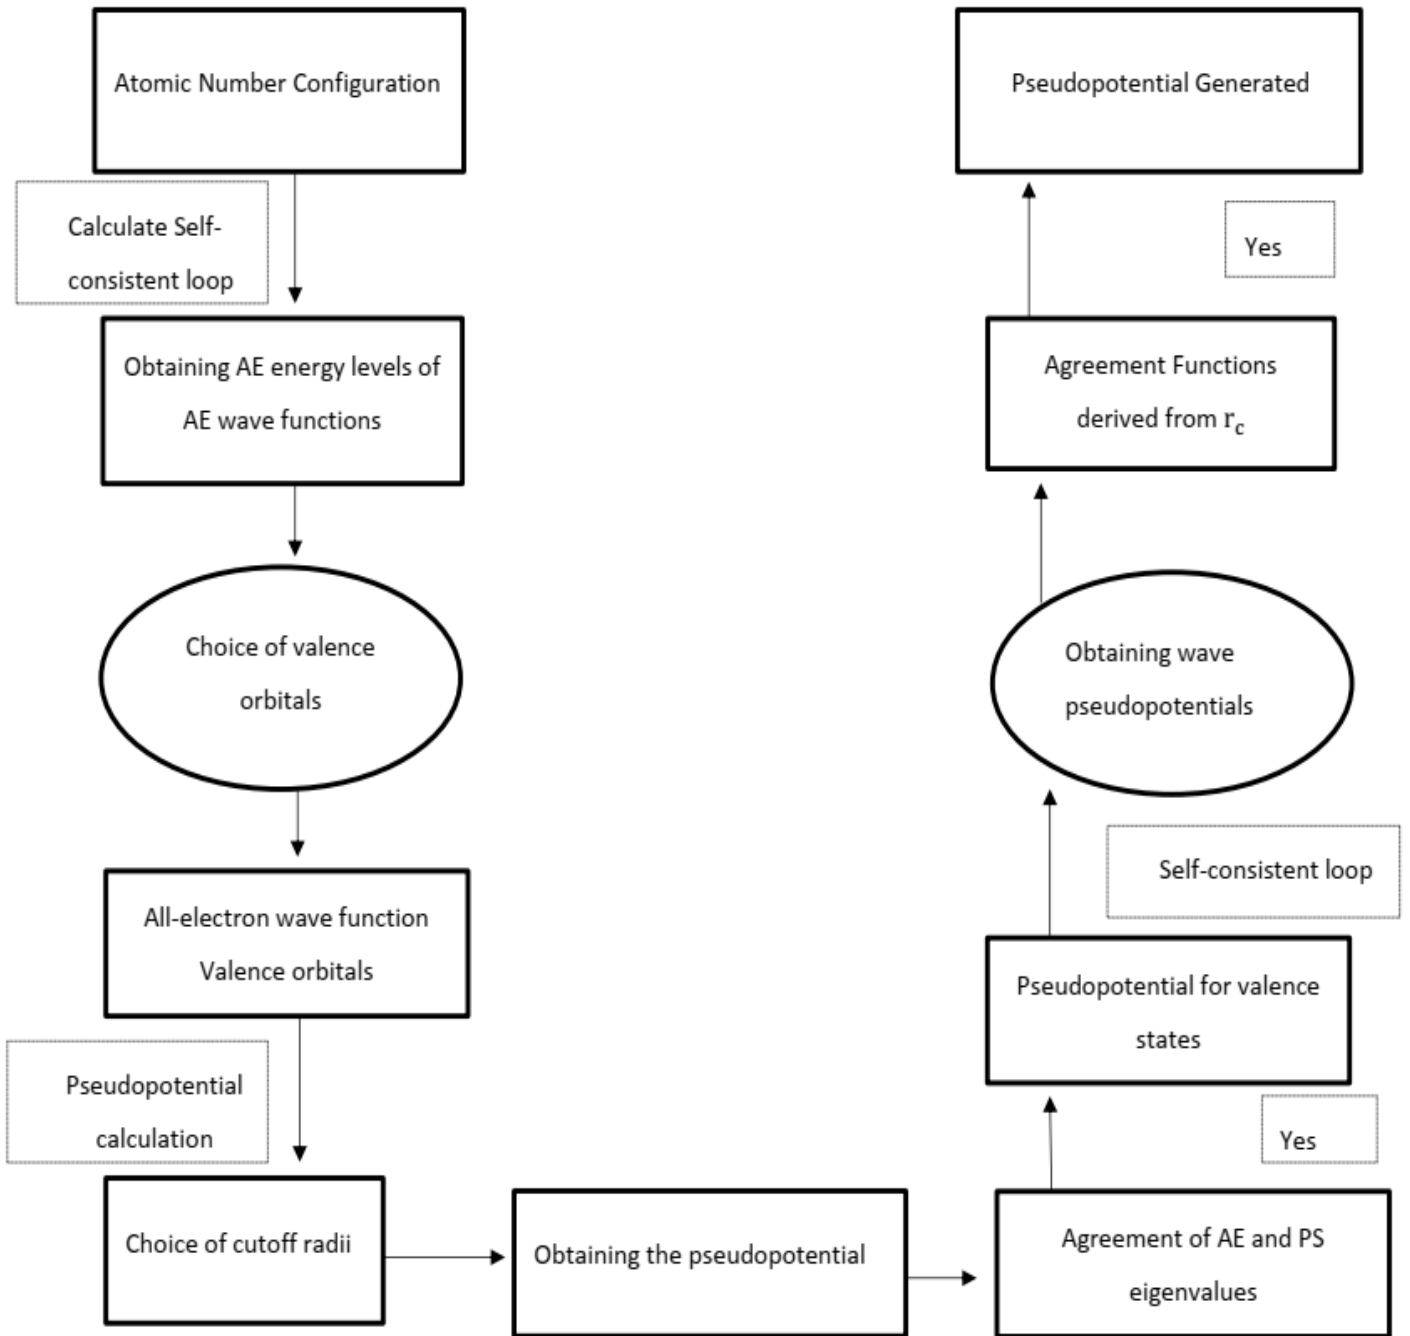 Atomic Number Configuration
Calculate Self-
consistent loop
Obtaining AE energy levels of
AE wave functions
Choice of valence
orbitals
All-electron wave function
Valence orbitals
Pseudopotential
calculation
Choice of cutoff radii
Obtaining the pseudopotential
Agreement of AE and PS
eigenvalues
Yes
Pseudopotential for valence
states
Self-consistent loop
Obtaining wave
pseudopotentials
Agreement Functions
derived from r_c
Yes
Pseudopotential Generated